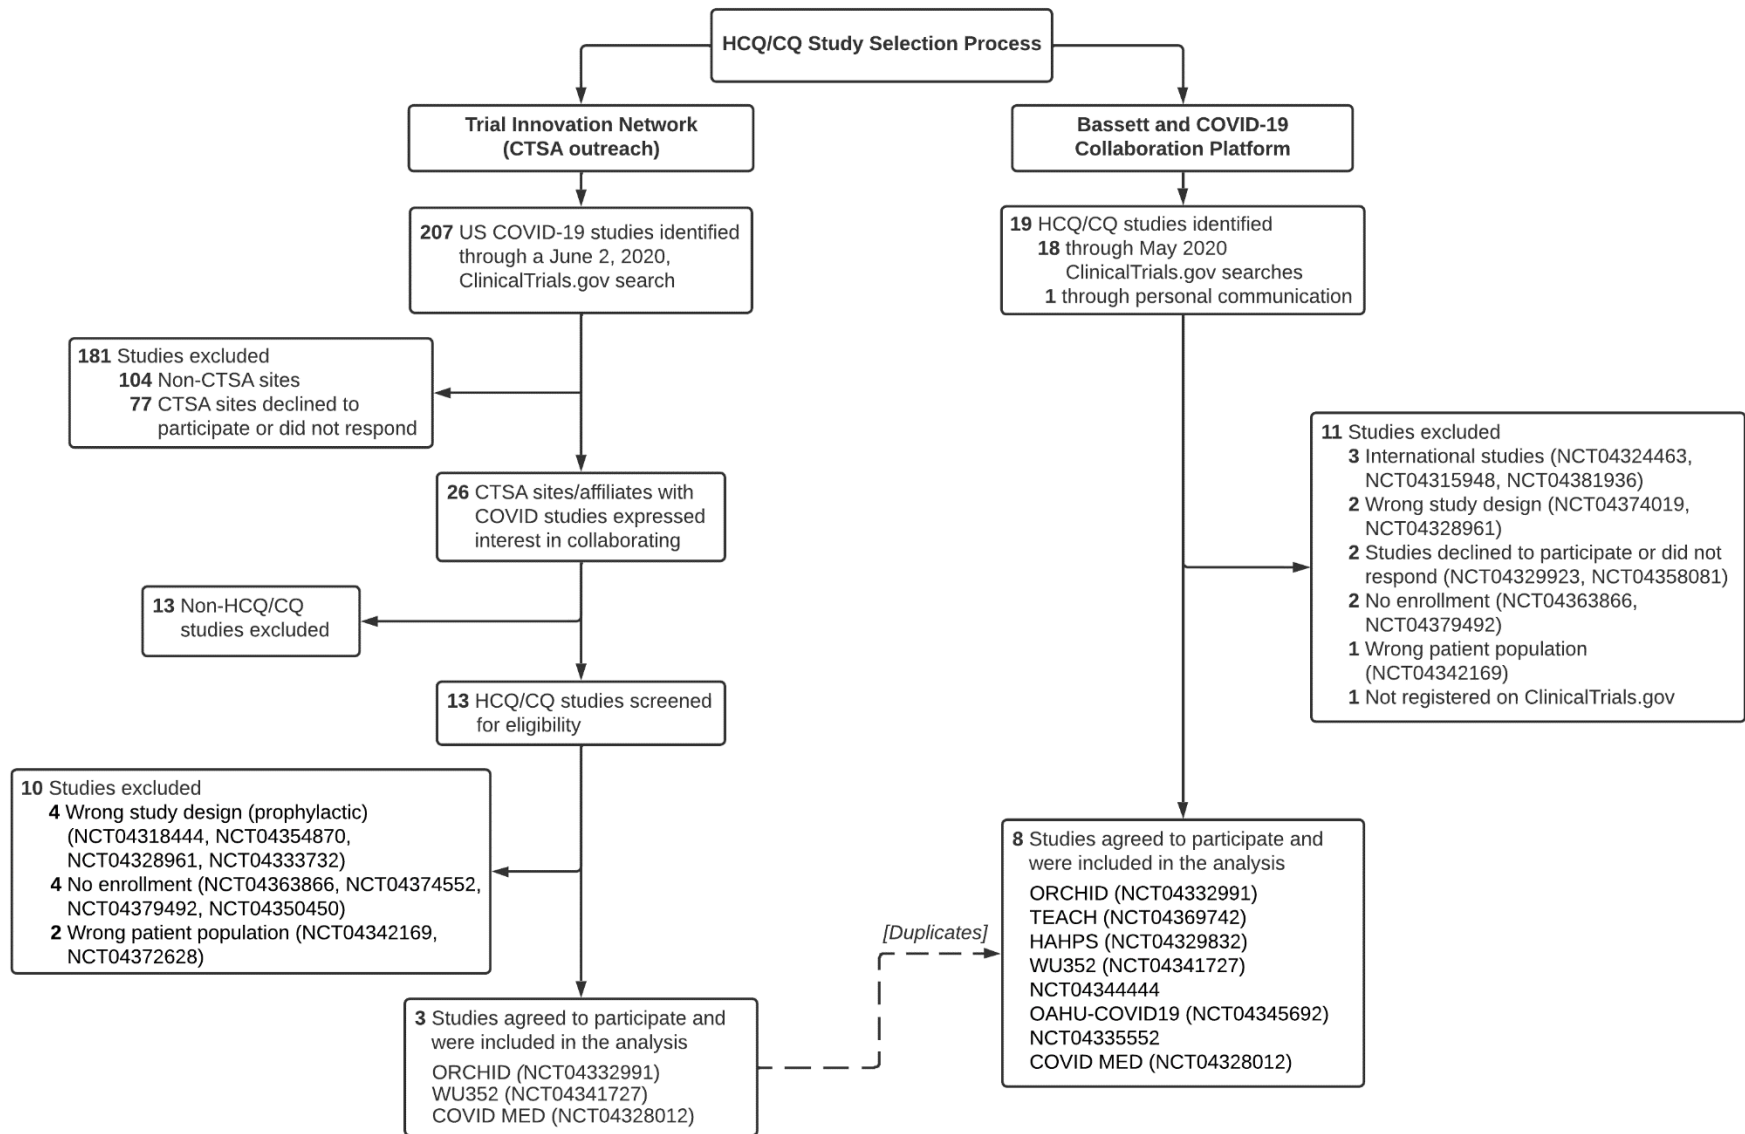 HCQ/CQ Study Selection Process
Trial Innovation Network
(CTSA outreach)
207 US COVID-19 studies identified
through a June 2, 2020,
ClinicalTrials.gov search
181 Studies excluded
104 Non-CTSA sites
77 CTSA sites declined to
participate or did not respond
26 CTSA sites/affiliates with
COVID studies expressed
interest in collaborating
13 Non-HCQ/CQ
studies excluded
13 HCQ/CQ studies screened
for eligibility
10 Studies excluded
4 Wrong study design (prophylactic)
(NCT04318444, NCT04354870,
NCT04328961, NCT04333732)
4 No enrollment (NCT04363866, NCT04374552,
NCT04379492, NCT04350450)
2 Wrong patient population (NCT04342169,
NCT04372628)
3 Studies agreed to participate and
were included in the analysis
ORCHID (NCT04332991)
WU352 (NCT04341727)
COVID MED (NCT04328012)
[Duplicates]
Bassett and COVID-19
Collaboration Platform
19 HCQ/CQ studies identified
18 through May 2020
ClinicalTrials.gov searches
1 through personal communication
11 Studies excluded
3 International studies (NCT04324463,
NCT04315948, NCT04381936)
2 Wrong study design (NCT04374019,
NCT04328961)
2 Studies declined to participate or did not
respond (NCT04329923, NCT04358081)
2 No enrollment (NCT04363866,
NCT04379492)
1 Wrong patient population
(NCT04342169)
1 Not registered on ClinicalTrials.gov
8 Studies agreed to participate and
were included in the analysis
ORCHID (NCT04332991)
TEACH (NCT04369742)
HAHPS (NCT04329832)
WU352 (NCT04341727)
NCT04344444
OAHU-COVID19 (NCT04345692)
NCT04335552
COVID MED (NCT04328012)